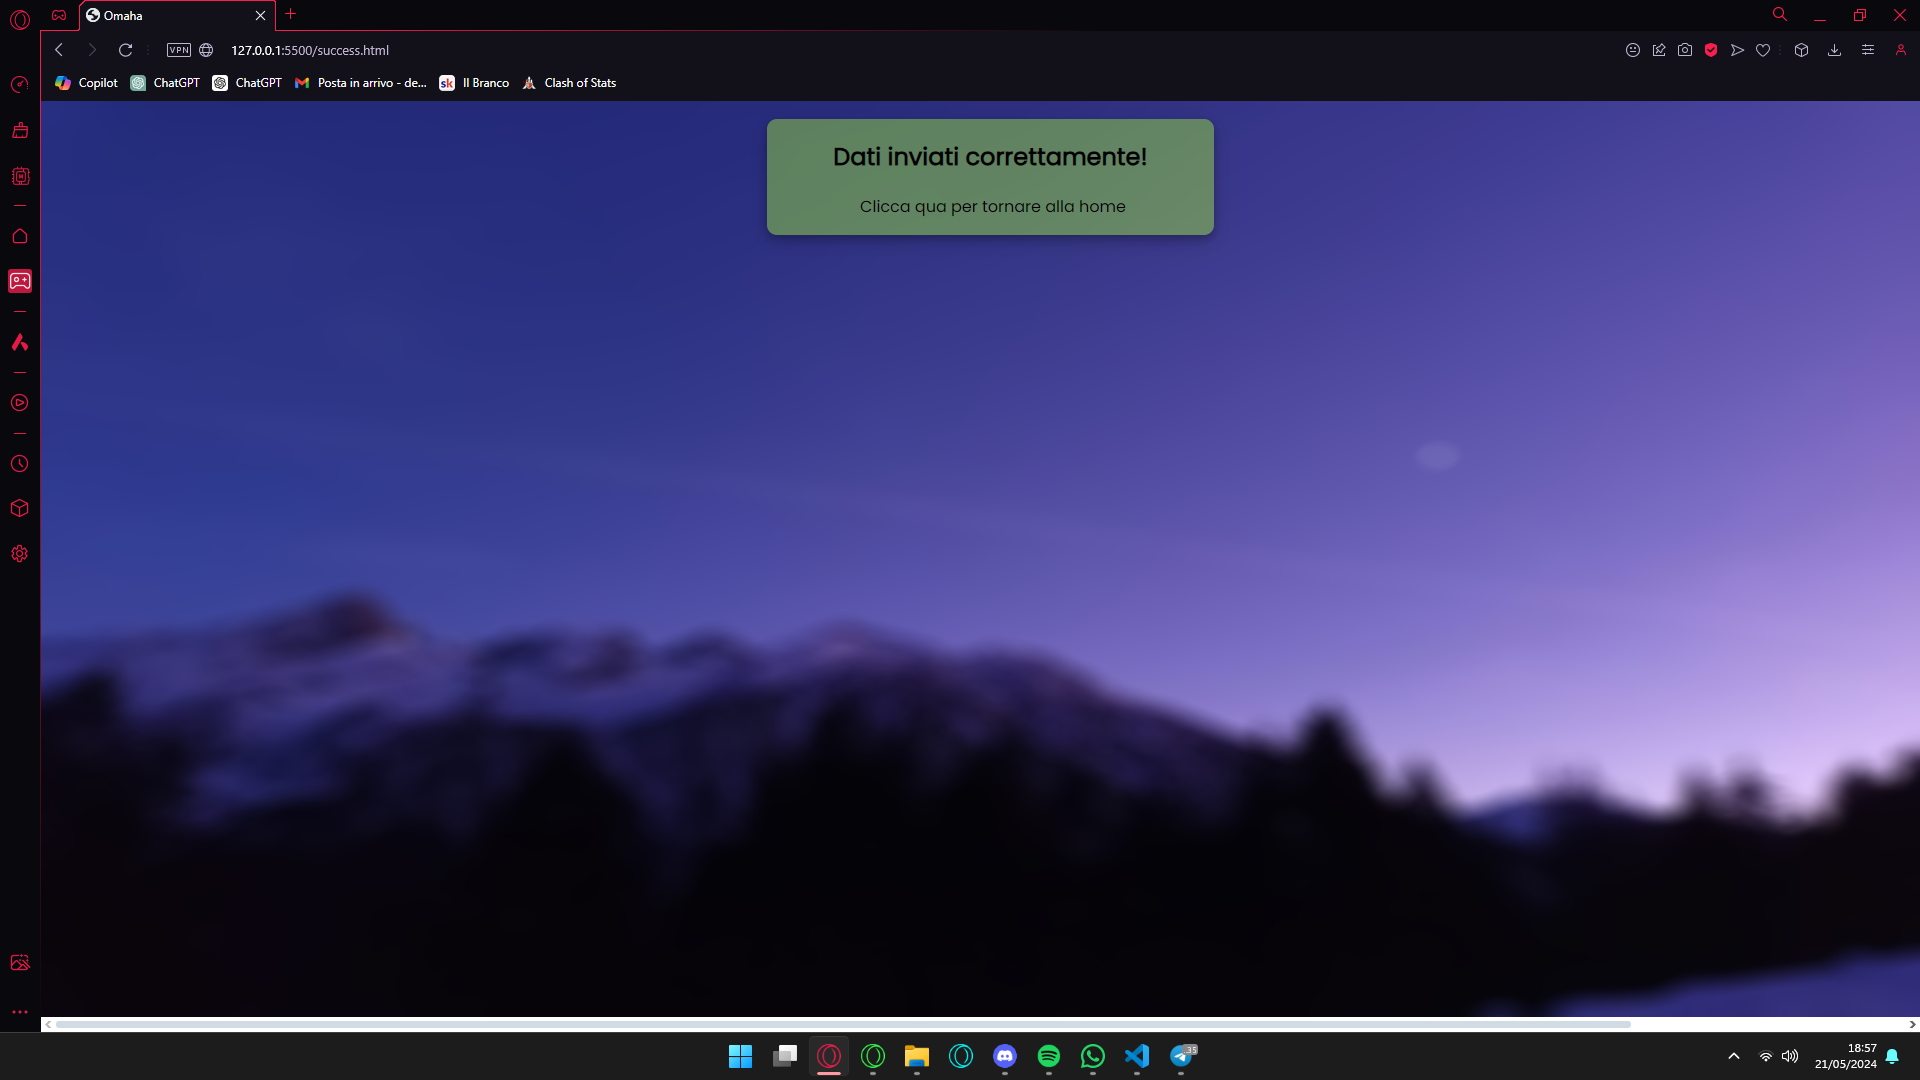 Omaha
VPN
127.0.0.1:5500/success.html
Copilot
ChatGPT
ChatGPT
Posta in arrivo - de...
sk
Il Branco
Clash of Stats
Dati inviati correttamente!
Clicca qua per tornare alla home
35
18:57
21/05/2024